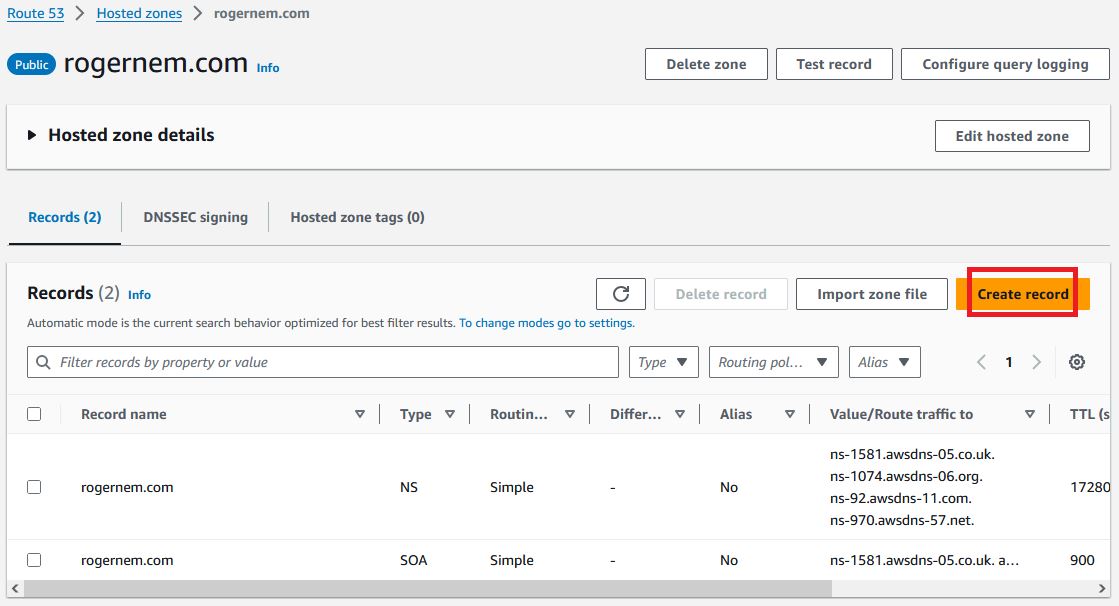 Route 53 > Hosted zones > rogernem.com
Public rogernem.com Info
Delete zone Test record Configure query logging
Hosted zone details
Edit hosted zone
Records (2) DNSSEC signing Hosted zone tags (0)
Records (2) Info
Delete record Import zone file Create record
Automatic mode is the current search behavior optimized for best filter results. To change modes go to settings.
Filter records by property or value Type Routing pol... Alias 1
Record name Type Routin... Differ... Alias Value/Route traffic to TTL (s
rogernem.com NS Simple - No
ns-1581.awsdns-05.co.uk.
ns-1074.awsdns-06.org.
ns-92.awsdns-11.com.
ns-970.awsdns-57.net.
17280
rogernem.com SOA Simple - No ns-1581.awsdns-05.co.uk. a... 900